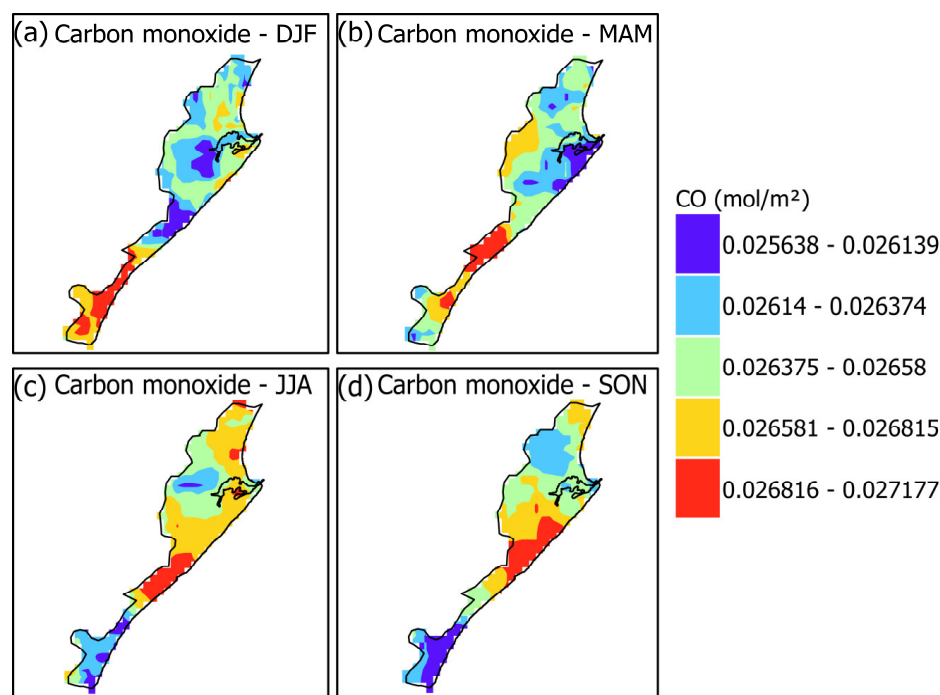 (a) Carbon monoxide - DJF
(b) Carbon monoxide - MAM
(c) Carbon monoxide - JJA
(d) Carbon monoxide - SON
CO (mol/m²)
0.025638 - 0.026139
0.02614 - 0.026374
0.026375 - 0.02658
0.026581 - 0.026815
0.026816 - 0.027177